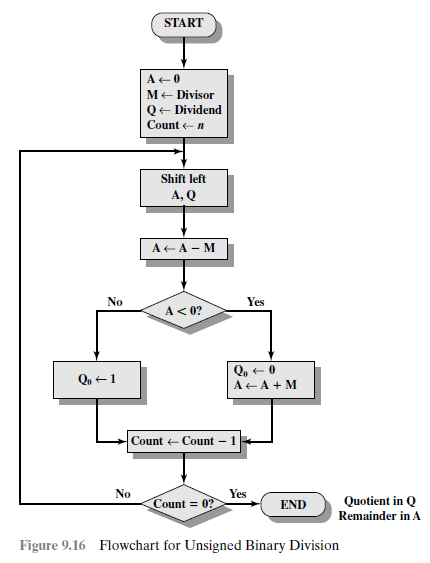 START
A ← 0
M ← Divisor
Q ← Dividend
Count ← n
Shift left
A, Q
A ← A − M
No
A < 0?
Yes
Q₀ ← 1
Q₀ ← 0
A ← A + M
Count ← Count − 1
No
Count = 0?
Yes
END
Quotient in Q
Remainder in A
Figure 9.16 Flowchart for Unsigned Binary Division